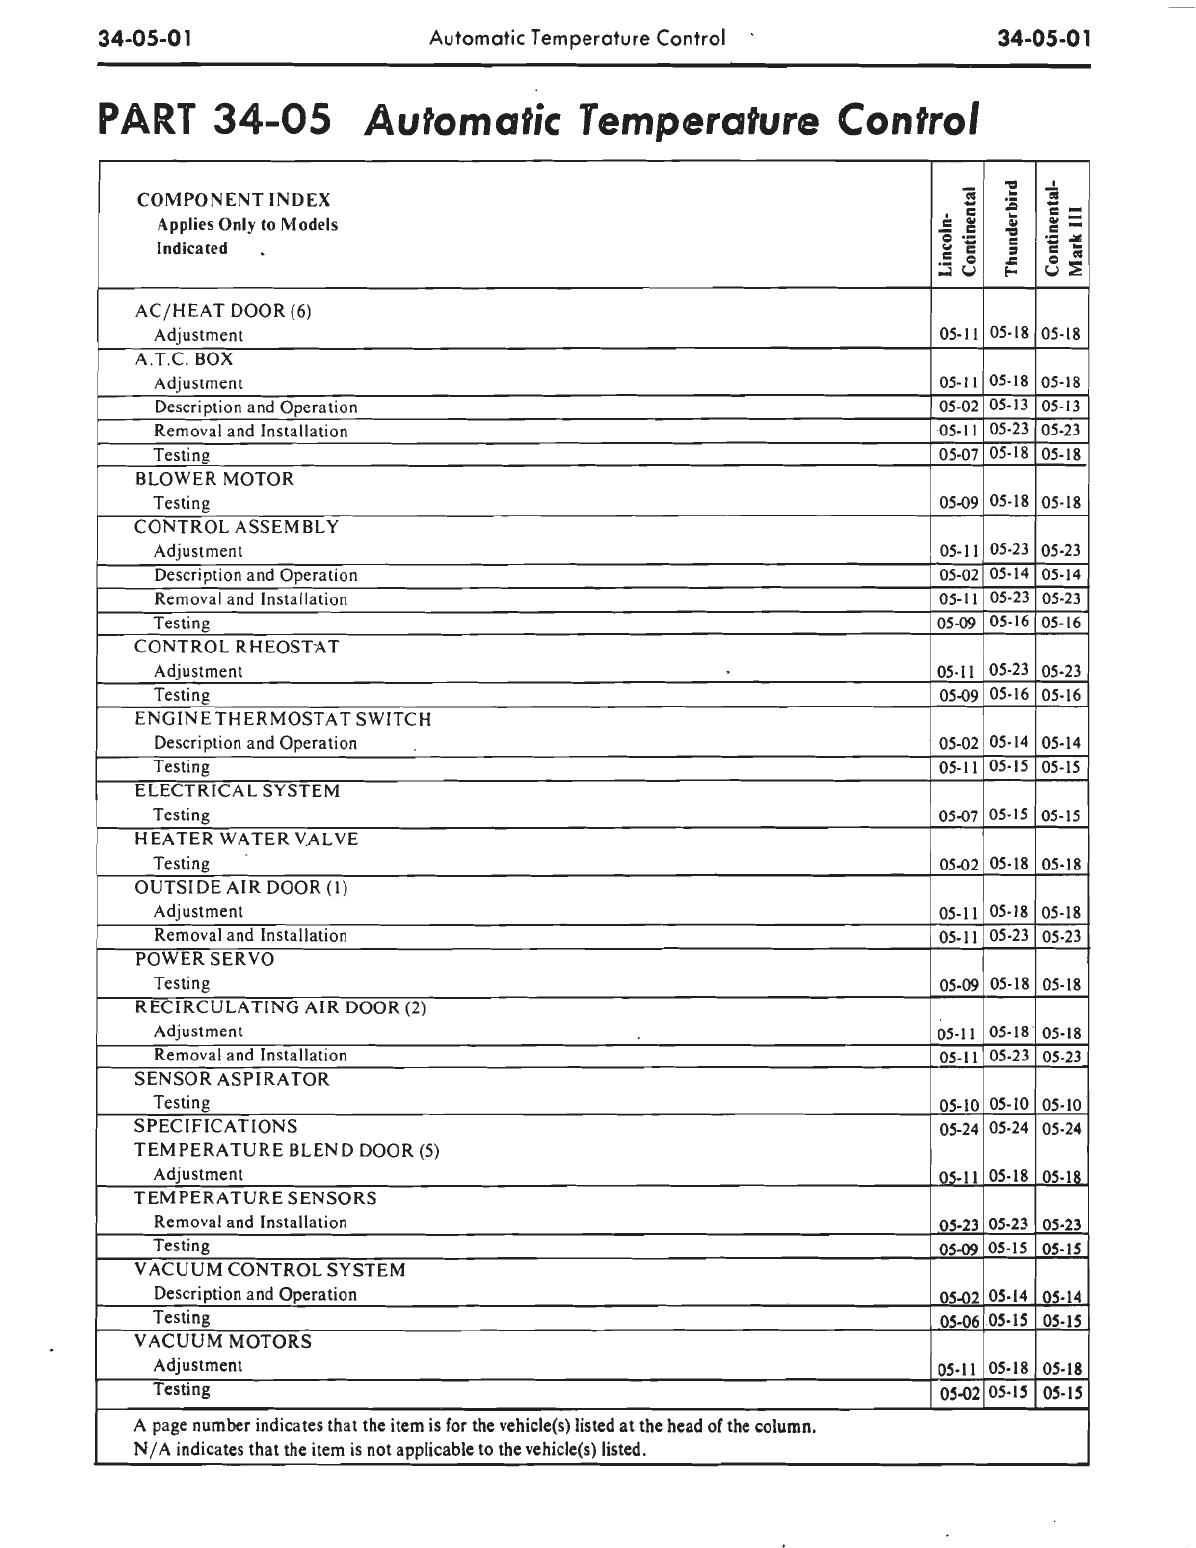 34-05-01 Automatic Temperature Control 34-05-01
PART 34-05 Automatic Temperature Control
COMPONENT INDEX
Applies Only to Models
Indicated
Lincoln-
Continental
Thunderbird
Continental-
Mark III
AC/HEAT DOOR (6)
Adjustment 05-11 05-18 05-18
A.T.C. BOX
Adjustment 05-11 05-18 05-18
Description and Operation 05-02 05-13 05-13
Removal and Installation 05-11 05-23 05-23
Testing 05-07 05-18 05-18
BLOWER MOTOR
Testing 05-09 05-18 05-18
CONTROL ASSEMBLY
Adjustment 05-11 05-23 05-23
Description and Operation 05-02 05-14 05-14
Removal and Installation 05-11 05-23 05-23
Testing 05-09 05-16 05-16
CONTROL RHEOSTAT
Adjustment 05-11 05-23 05-23
Testing 05-09 05-16 05-16
ENGINE THERMOSTAT SWITCH
Description and Operation 05-02 05-14 05-14
Testing 05-11 05-15 05-15
ELECTRICAL SYSTEM
Testing 05-07 05-15 05-15
HEATER WATER VALVE
Testing 05-02 05-18 05-18
OUTSIDE AIR DOOR (1)
Adjustment 05-11 05-18 05-18
Removal and Installation 05-11 05-23 05-23
POWER SERVO
Testing 05-09 05-18 05-18
RECIRCULATING AIR DOOR (2)
Adjustment 05-11 05-18 05-18
Removal and Installation 05-11 05-23 05-23
SENSOR ASPIRATOR
Testing 05-10 05-10 05-10
SPECIFICATIONS 05-24 05-24 05-24
TEMPERATURE BLEND DOOR (5)
Adjustment 05-11 05-18 05-18
TEMPERATURE SENSORS
Removal and Installation 05-23 05-23 05-23
Testing 05-09 05-15 05-15
VACUUM CONTROL SYSTEM
Description and Operation 05-02 05-14 05-14
Testing 05-06 05-15 05-15
VACUUM MOTORS
Adjustment 05-11 05-18 05-18
Testing 05-02 05-15 05-15
A page number indicates that the item is for the vehicle(s) listed at the head of the column.
N/A indicates that the item is not applicable to the vehicle(s) listed.